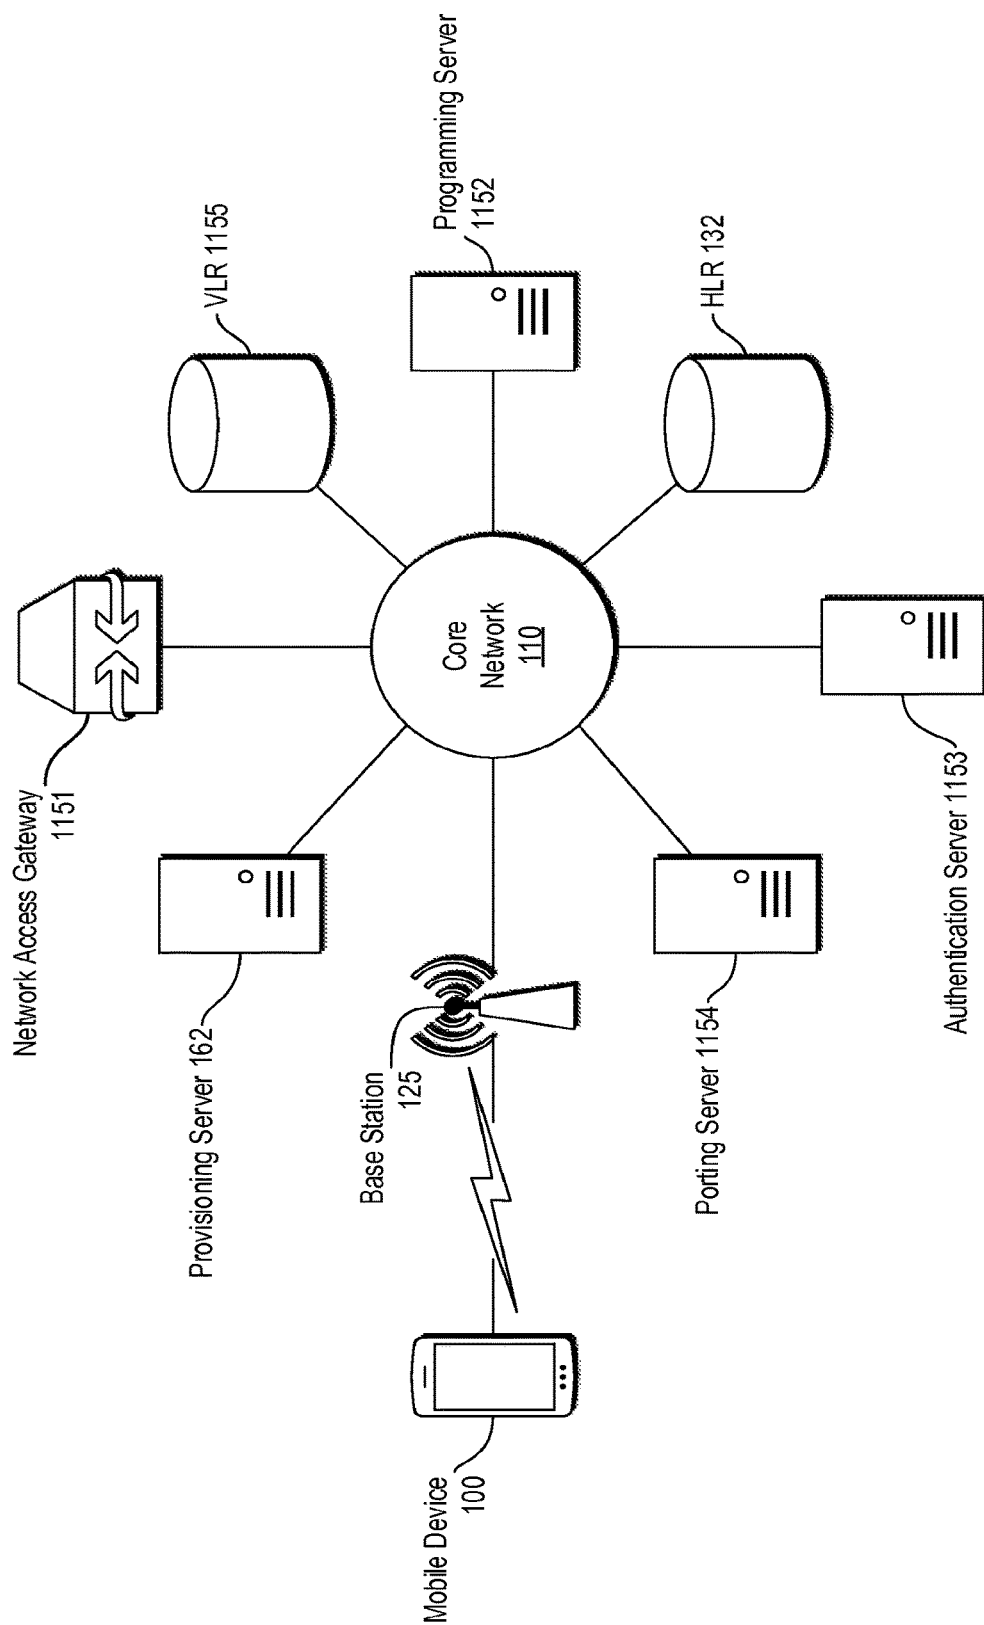 Network Access Gateway
1151
VLR 1155
Provisioning Server 162
Programming Server
1152
Base Station
125
Mobile Device
100
Core
Network
110
HLR 132
Porting Server 1154
Authentication Server 1153